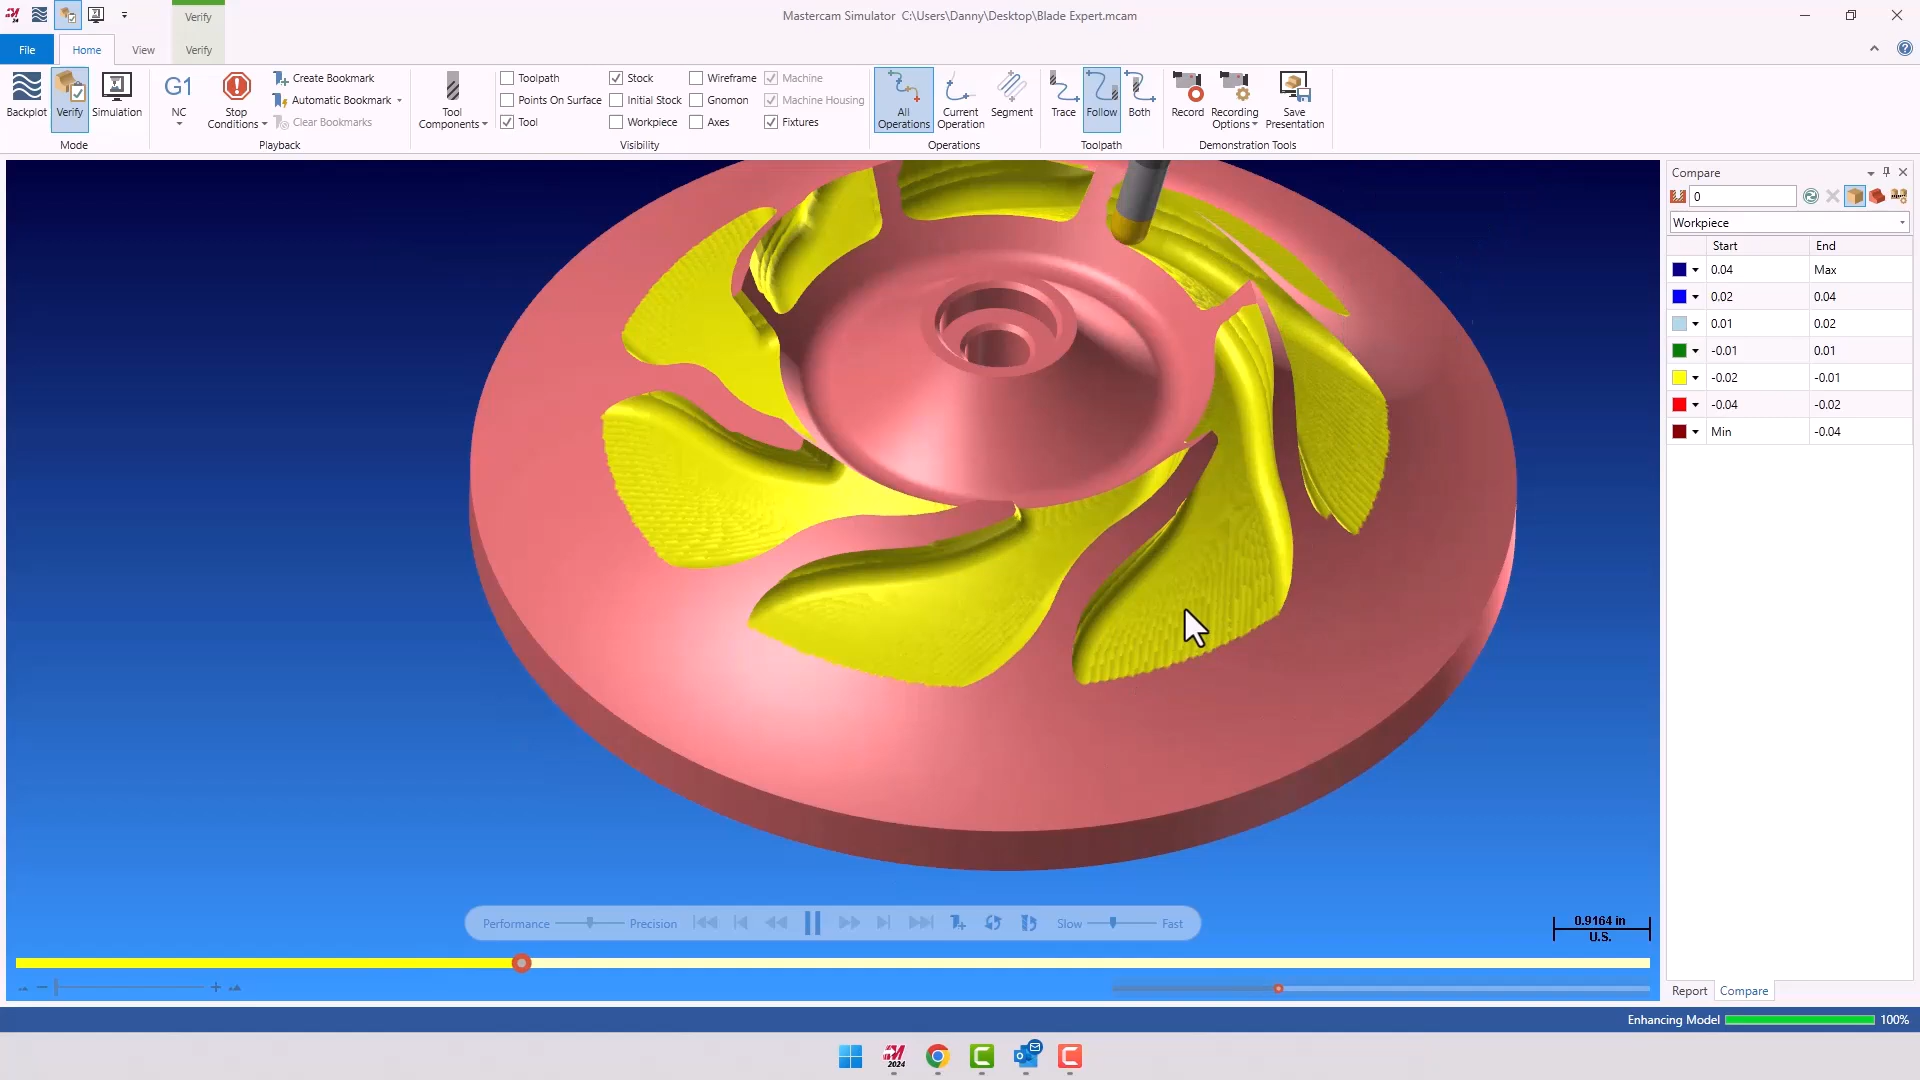 24
Verify
Mastercam Simulator C:\Users\Danny\Desktop\Blade Expert.mcam
File
Home
View
Verify
Backplot
Verify
Simulation
Mode
G1
NC
Stop Conditions
Create Bookmark
Automatic Bookmark
Clear Bookmarks
Playback
Tool Components
Toolpath
Points On Surface
Tool
Stock
Initial Stock
Workpiece
Wireframe
Gnomon
Axes
Machine
Machine Housing
Fixtures
Visibility
All Operations
Current Operation
Segment
Operations
Trace
Follow
Both
Toolpath
Record
Recording Options
Save Presentation
Demonstration Tools
Compare
0
Workpiece
Start End
0.04 Max
0.02 0.04
0.01 0.02
-0.01 0.01
-0.02 -0.01
-0.04 -0.02
Min -0.04
Performance
Precision
Slow
Fast
0.9164 in
U.S.
Report
Compare
Enhancing Model
100%
2024